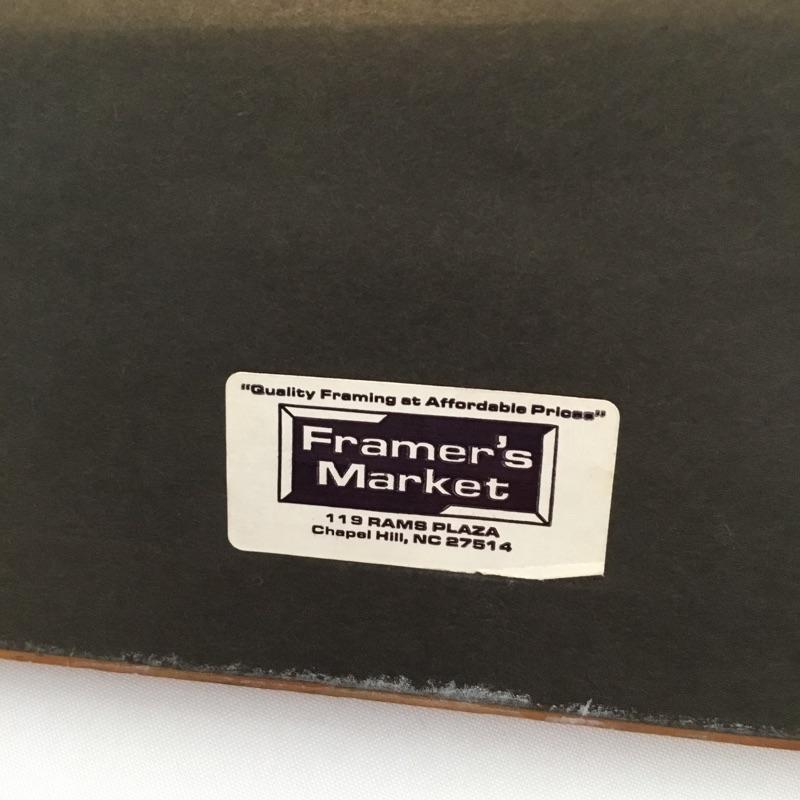 "Quality Framing at Affordable Prices"
Framer's
Market
119 RAMS PLAZA
Chapel Hill, NC 27514